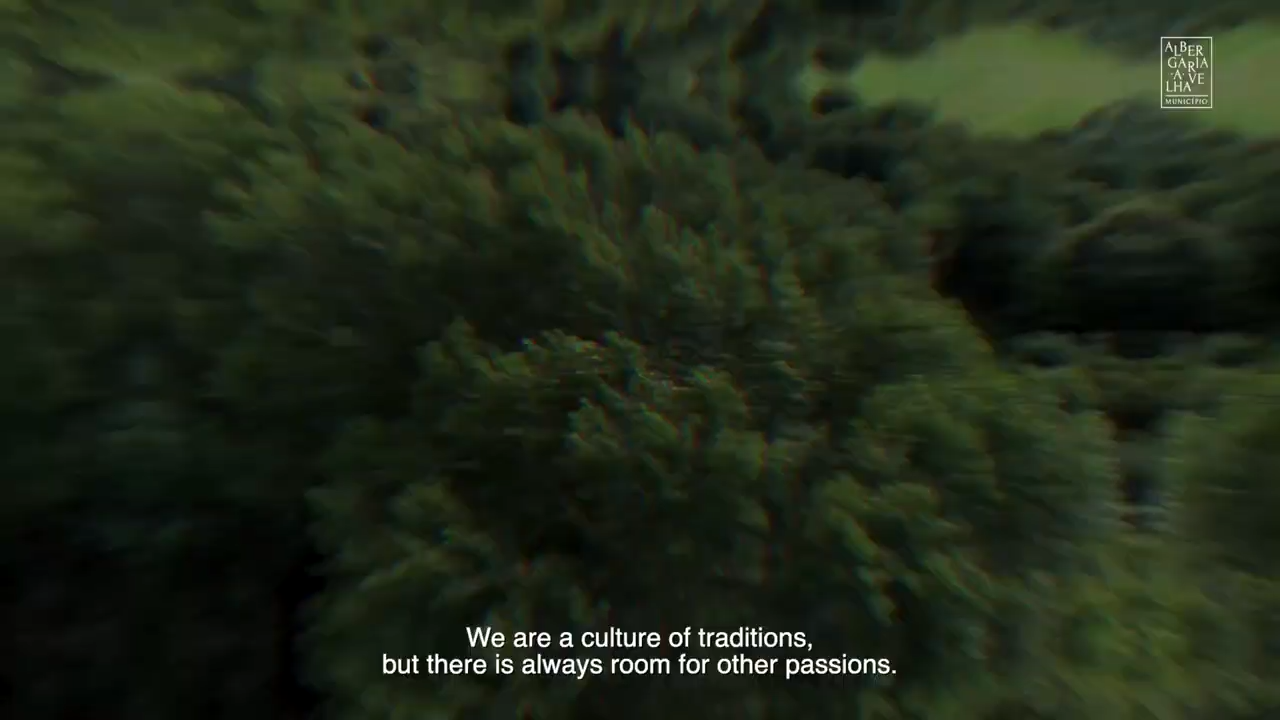 ALBER
GARIA
-A-VE
LHA
MUNICÍPIO
We are a culture of traditions,
but there is always room for other passions.